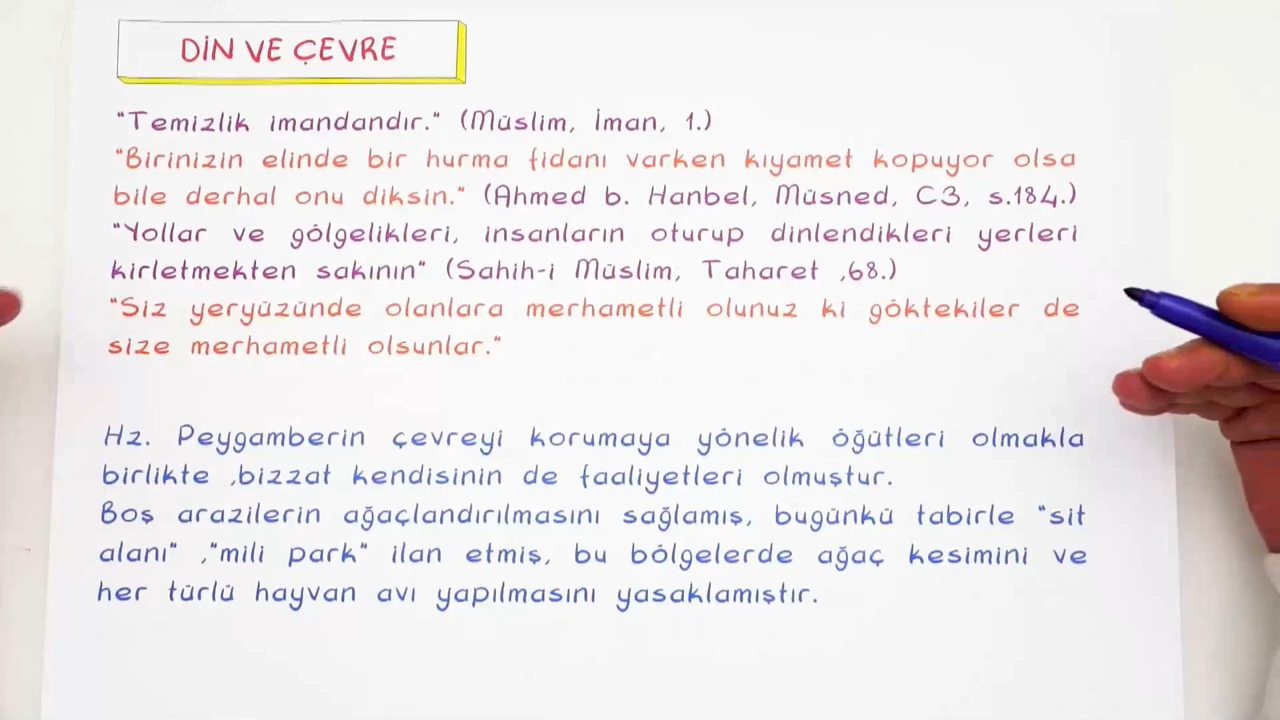 DİN VE ÇEVRE
"Temizlik imandandır." (Müslim, İman, 1.)
"Birinizin elinde bir hurma fidanı varken kıyamet kopuyor olsa
bile derhal onu diksin." (Ahmed b. Hanbel, Müsned, C3, s.184.)
"Yollar ve gölgelikleri, insanların oturup dinlendikleri yerleri
kirletmekten sakının" (Sahih-i Müslim, Taharet ,68.)
"Siz yeryüzünde olanlara merhametli olunuz ki göktekiler de
size merhametli olsunlar."
Hz. Peygamberin çevreyi korumaya yönelik öğütleri olmakla
birlikte ,bizzat kendisinin de faaliyetleri olmuştur.
Boş arazilerin ağaçlandırılmasını sağlamış, bugünkü tabirle "sit
alanı" ,"mili park" ilan etmiş, bu bölgelerde ağaç kesimini ve
her türlü hayvan avı yapılmasını yasaklamıştır.